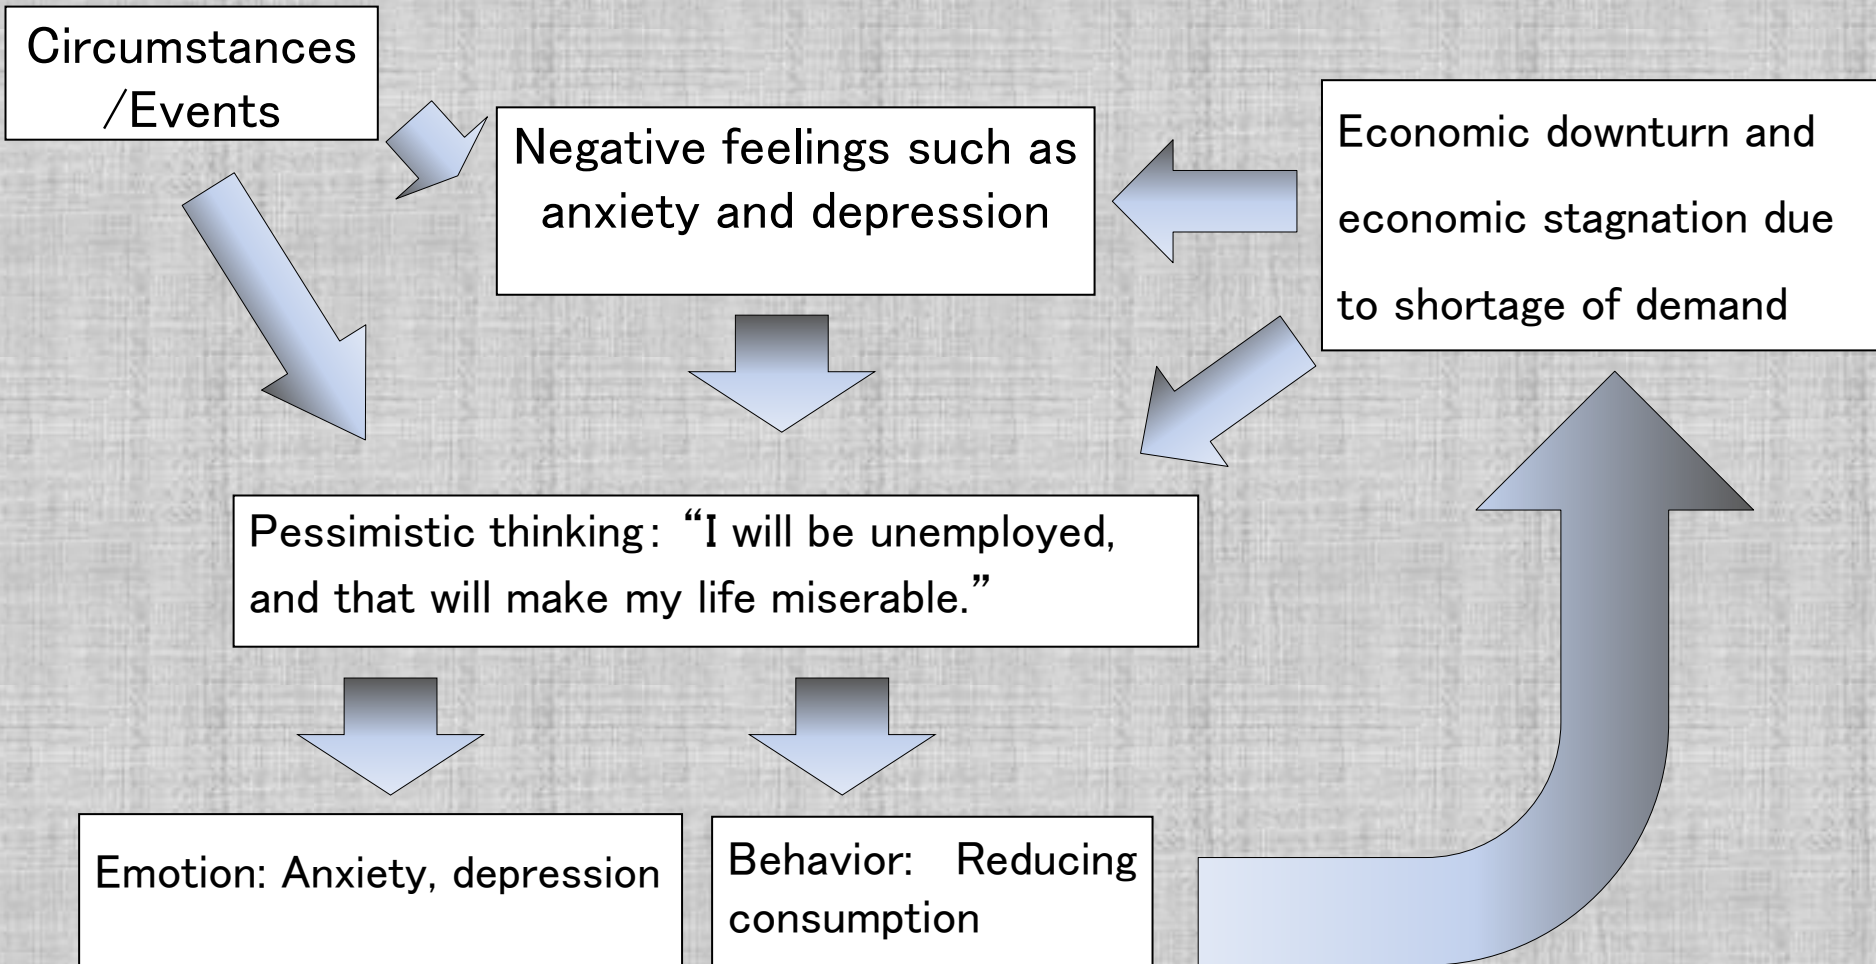 Circumstances
/Events
Negative feelings such as
anxiety and depression
Economic downturn and
economic stagnation due
to shortage of demand
Pessimistic thinking: “I will be unemployed,
and that will make my life miserable.”
Emotion: Anxiety, depression
Behavior: Reducing
consumption